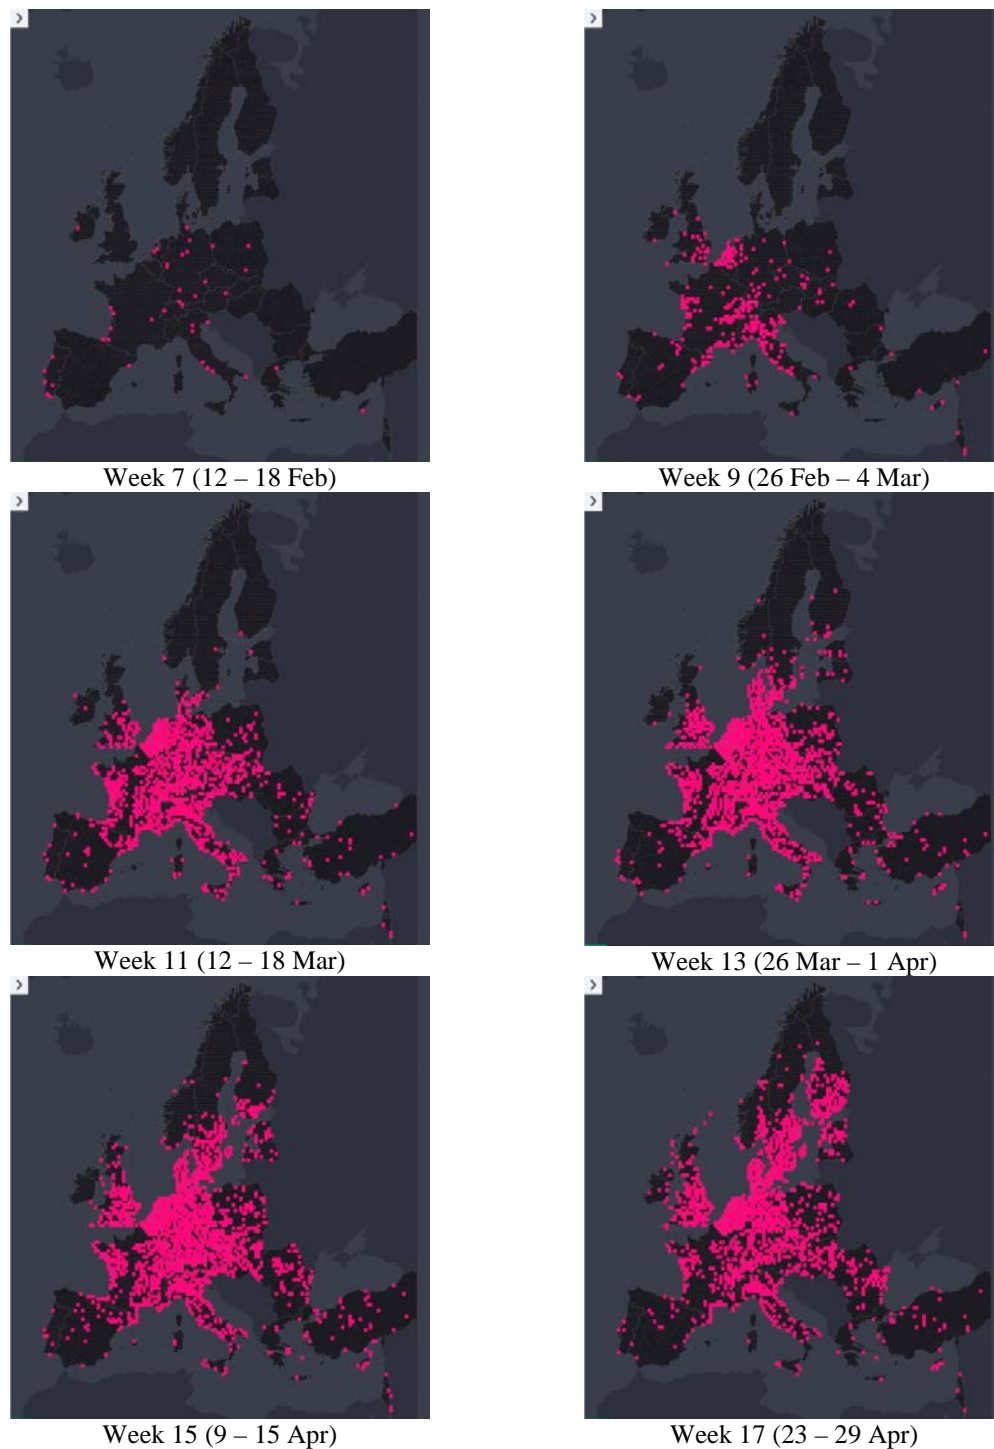 Week 7 (12 – 18 Feb)
Week 9 (26 Feb – 4 Mar)
Week 11 (12 – 18 Mar)
Week 13 (26 Mar – 1 Apr)
Week 15 (9 – 15 Apr)
Week 17 (23 – 29 Apr)